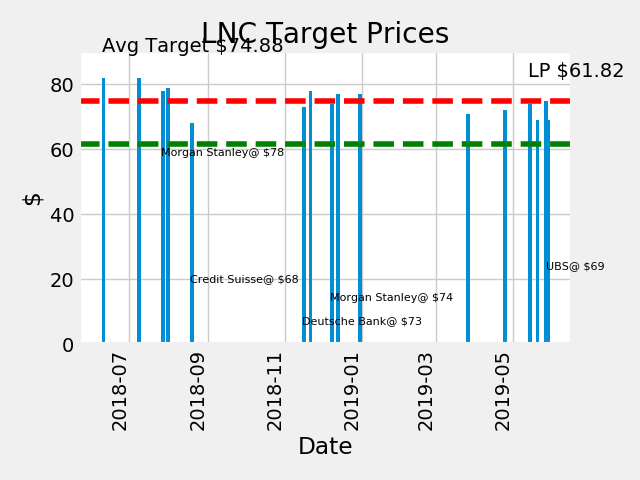 LNC Target Prices
Avg Target $74.88
LP $61.82
80
60
40
20
0
$
Morgan Stanley@ $78
Credit Suisse@ $68
UBS@ $69
Morgan Stanley@ $74
Deutsche Bank@ $73
2018-07
2018-09
2018-11
2019-01
2019-03
2019-05
Date